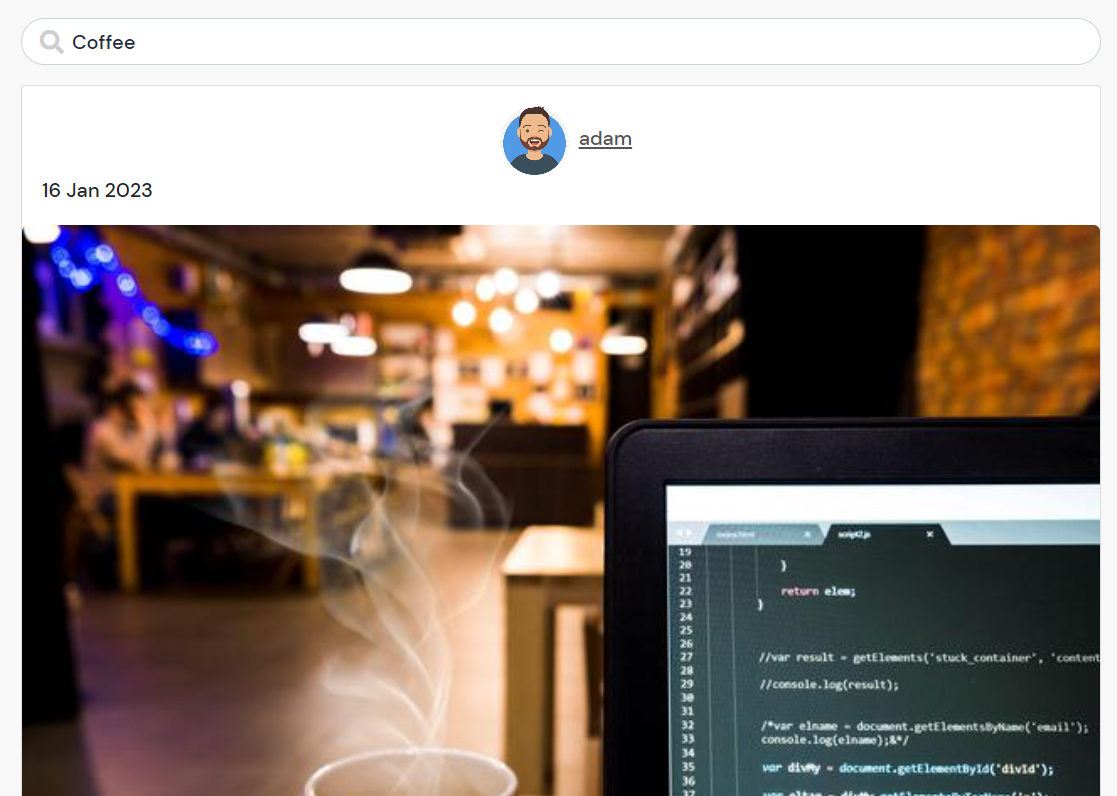 Coffee
adam
16 Jan 2023
index.html
script2.js
19
20 }
21
22 return elem;
23 }
24
25
26
27 //var result = getElements('stuck_container', 'content
28
29 //console.log(result);
30
31
32 /*var elname = document.getElementsByName('email');
33 console.log(elname);&*/
34
35 var divMy = document.getElementById('divId');
36
37